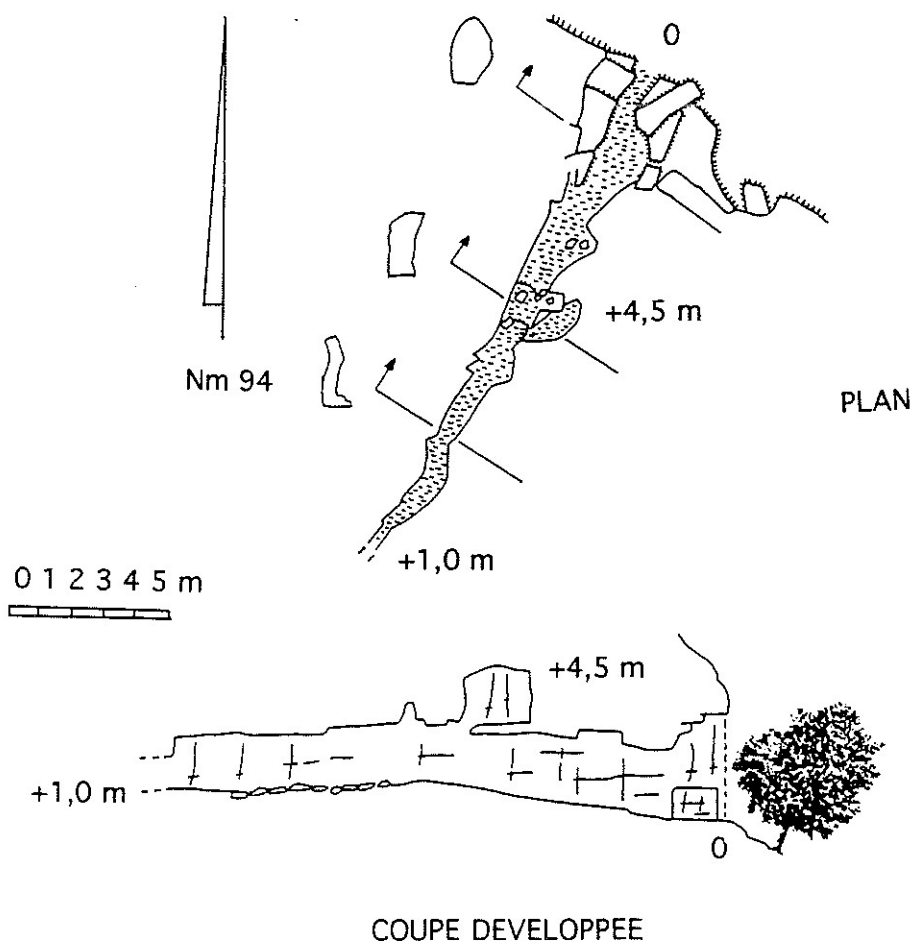 0
+4,5 m
Nm 94
PLAN
+1,0 m
0 1 2 3 4 5 m
+4,5 m
+1,0 m
0
COUPE DEVELOPPEE